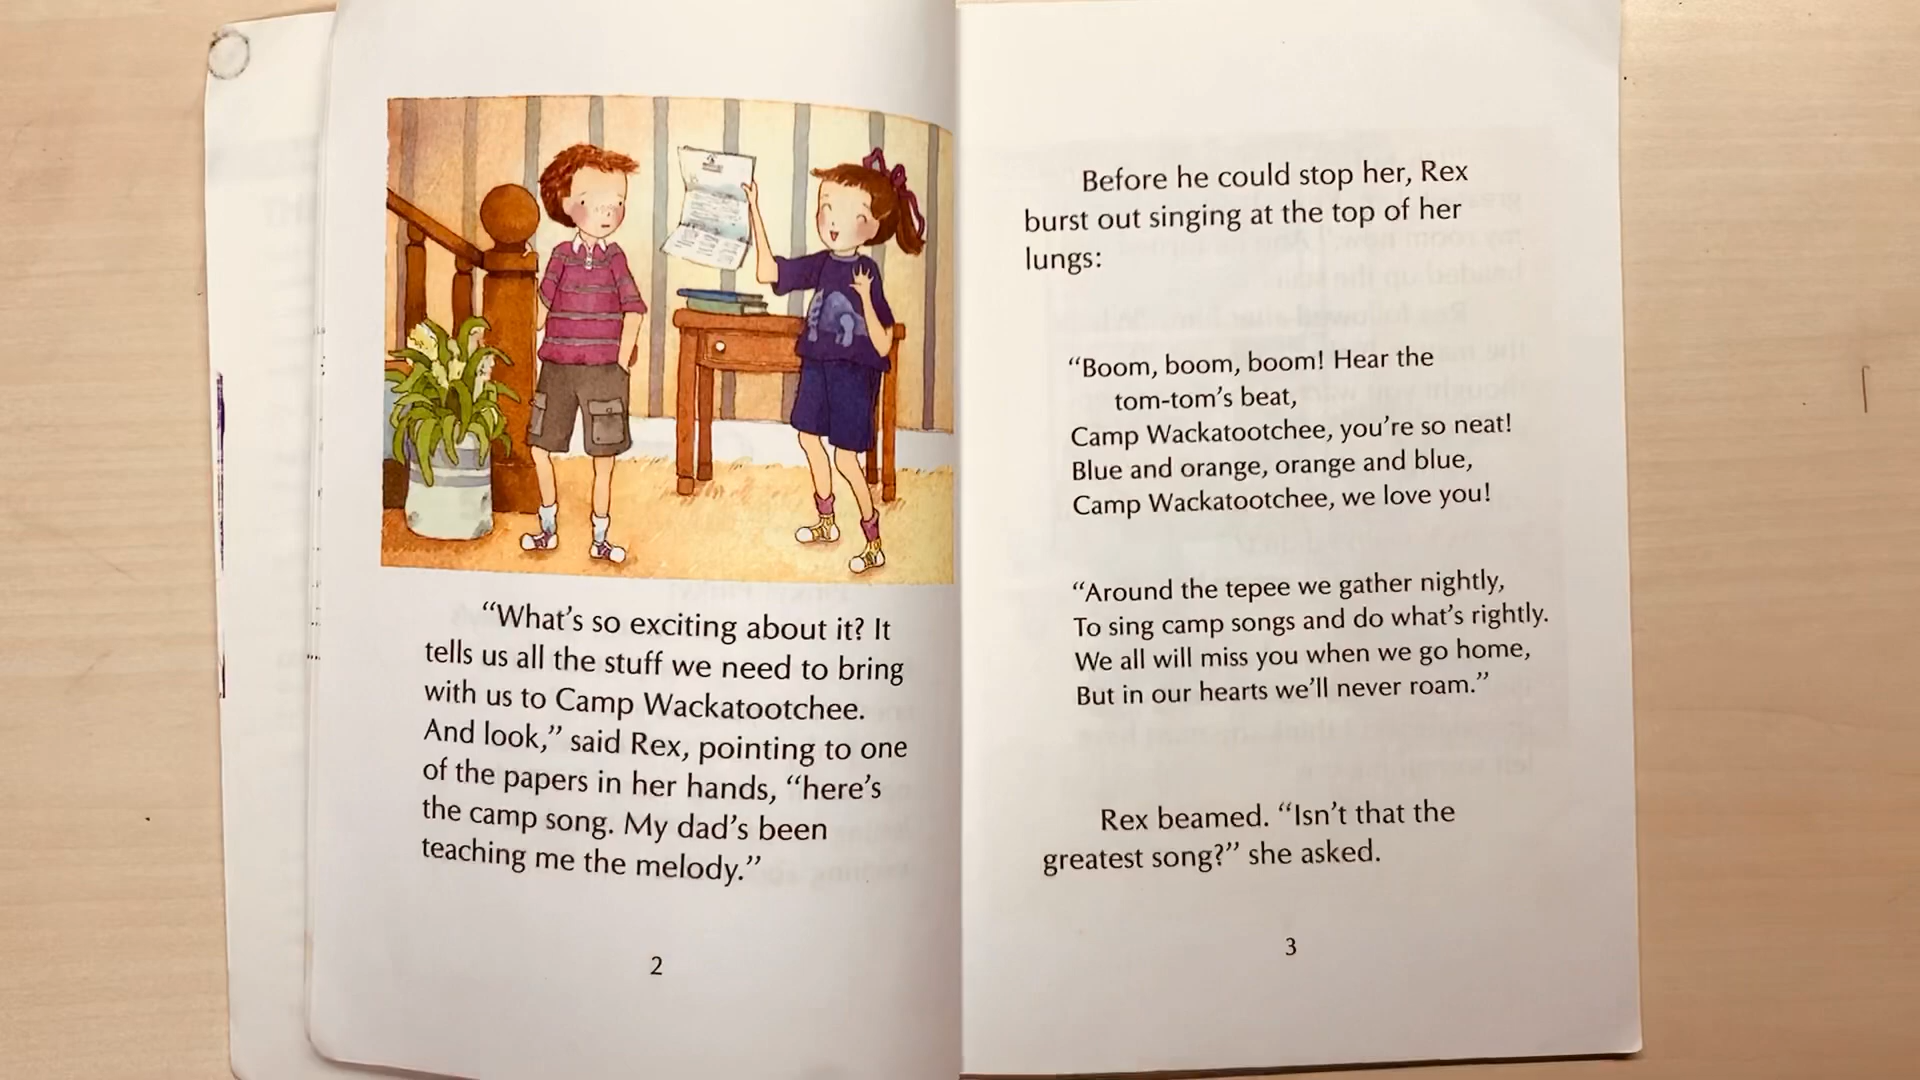 “What’s so exciting about it? It
tells us all the stuff we need to bring
with us to Camp Wackatootchee.
And look,” said Rex, pointing to one
of the papers in her hands, “here’s
the camp song. My dad’s been
teaching me the melody.”
2
Before he could stop her, Rex
burst out singing at the top of her
lungs:
“Boom, boom, boom! Hear the
tom-tom’s beat,
Camp Wackatootchee, you’re so neat!
Blue and orange, orange and blue,
Camp Wackatootchee, we love you!
“Around the tepee we gather nightly,
To sing camp songs and do what’s rightly.
We all will miss you when we go home,
But in our hearts we’ll never roam.”
Rex beamed. “Isn’t that the
greatest song?” she asked.
3